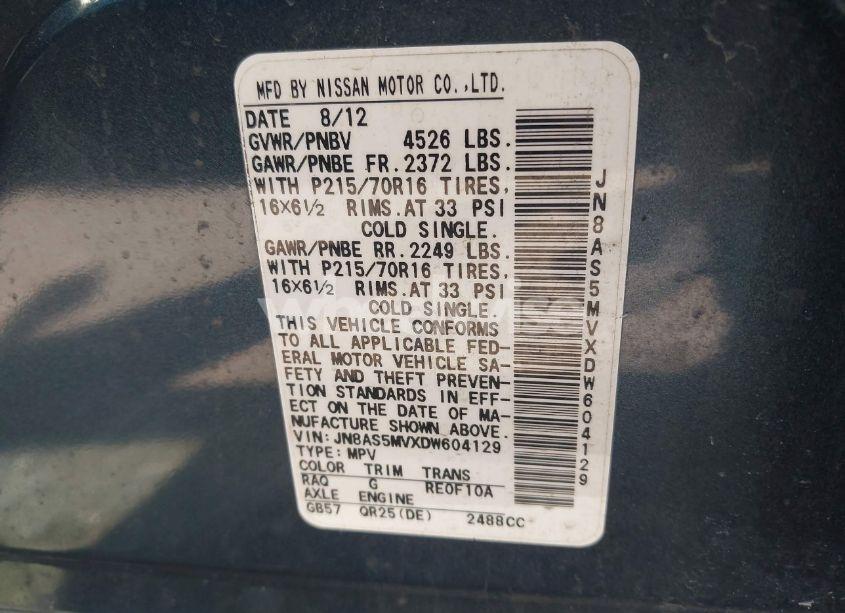 MFD BY NISSAN MOTOR CO.,LTD.
DATE 8/12
GVWR/PNBV 4526 LBS.
GAWR/PNBE FR.2372 LBS.
WITH P215/70R16 TIRES,
16X6½ RIMS.AT 33 PSI
COLD SINGLE.
GAWR/PNBE RR.2249 LBS.
WITH P215/70R16 TIRES,
16X6½ RIMS.AT 33 PSI
COLD SINGLE.
THIS VEHICLE CONFORMS
TO ALL APPLICABLE FED-
ERAL MOTOR VEHICLE SA-
FETY AND THEFT PREVEN-
TION STANDARDS IN EFF-
ECT ON THE DATE OF MA-
NUFACTURE SHOWN ABOVE.
VIN: JN8AS5MVXDW604129
TYPE: MPV
COLOR TRIM TRANS
RAQ G RE0F10A
AXLE ENGINE
GB57 QR25(DE) 2488CC
JN8AS5MVXDW604129